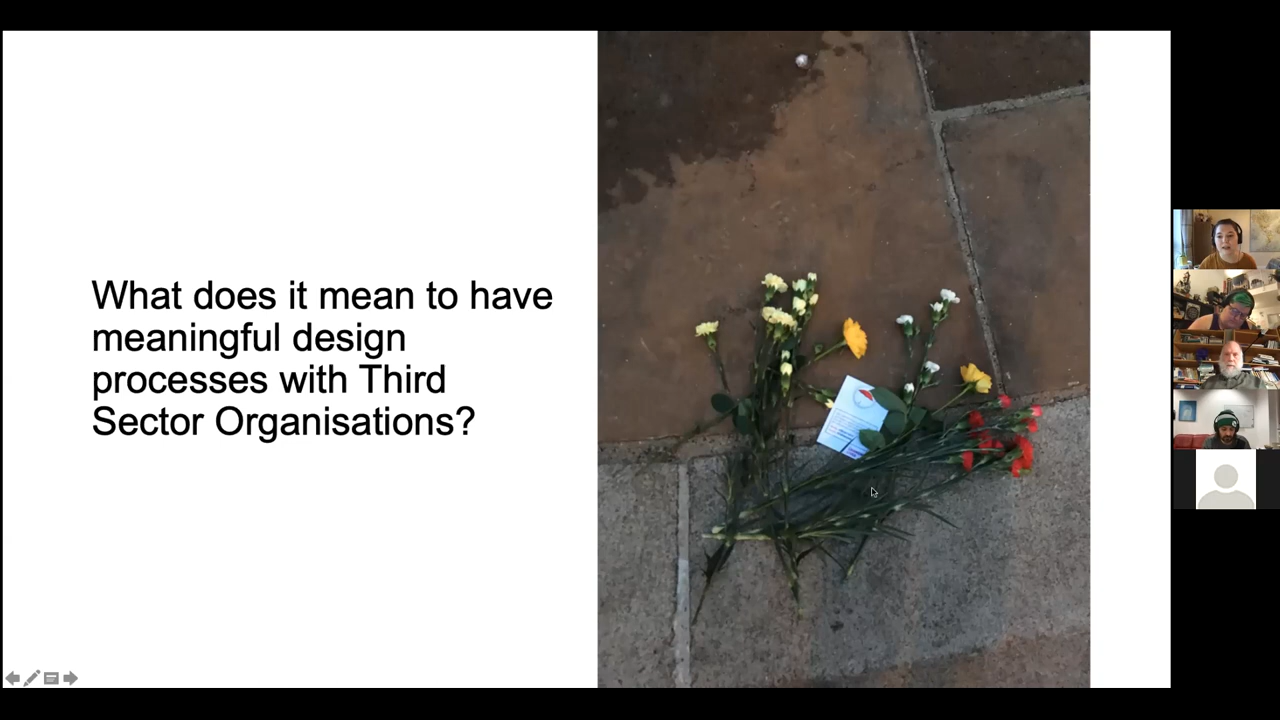 What does it mean to have
meaningful design
processes with Third
Sector Organisations?